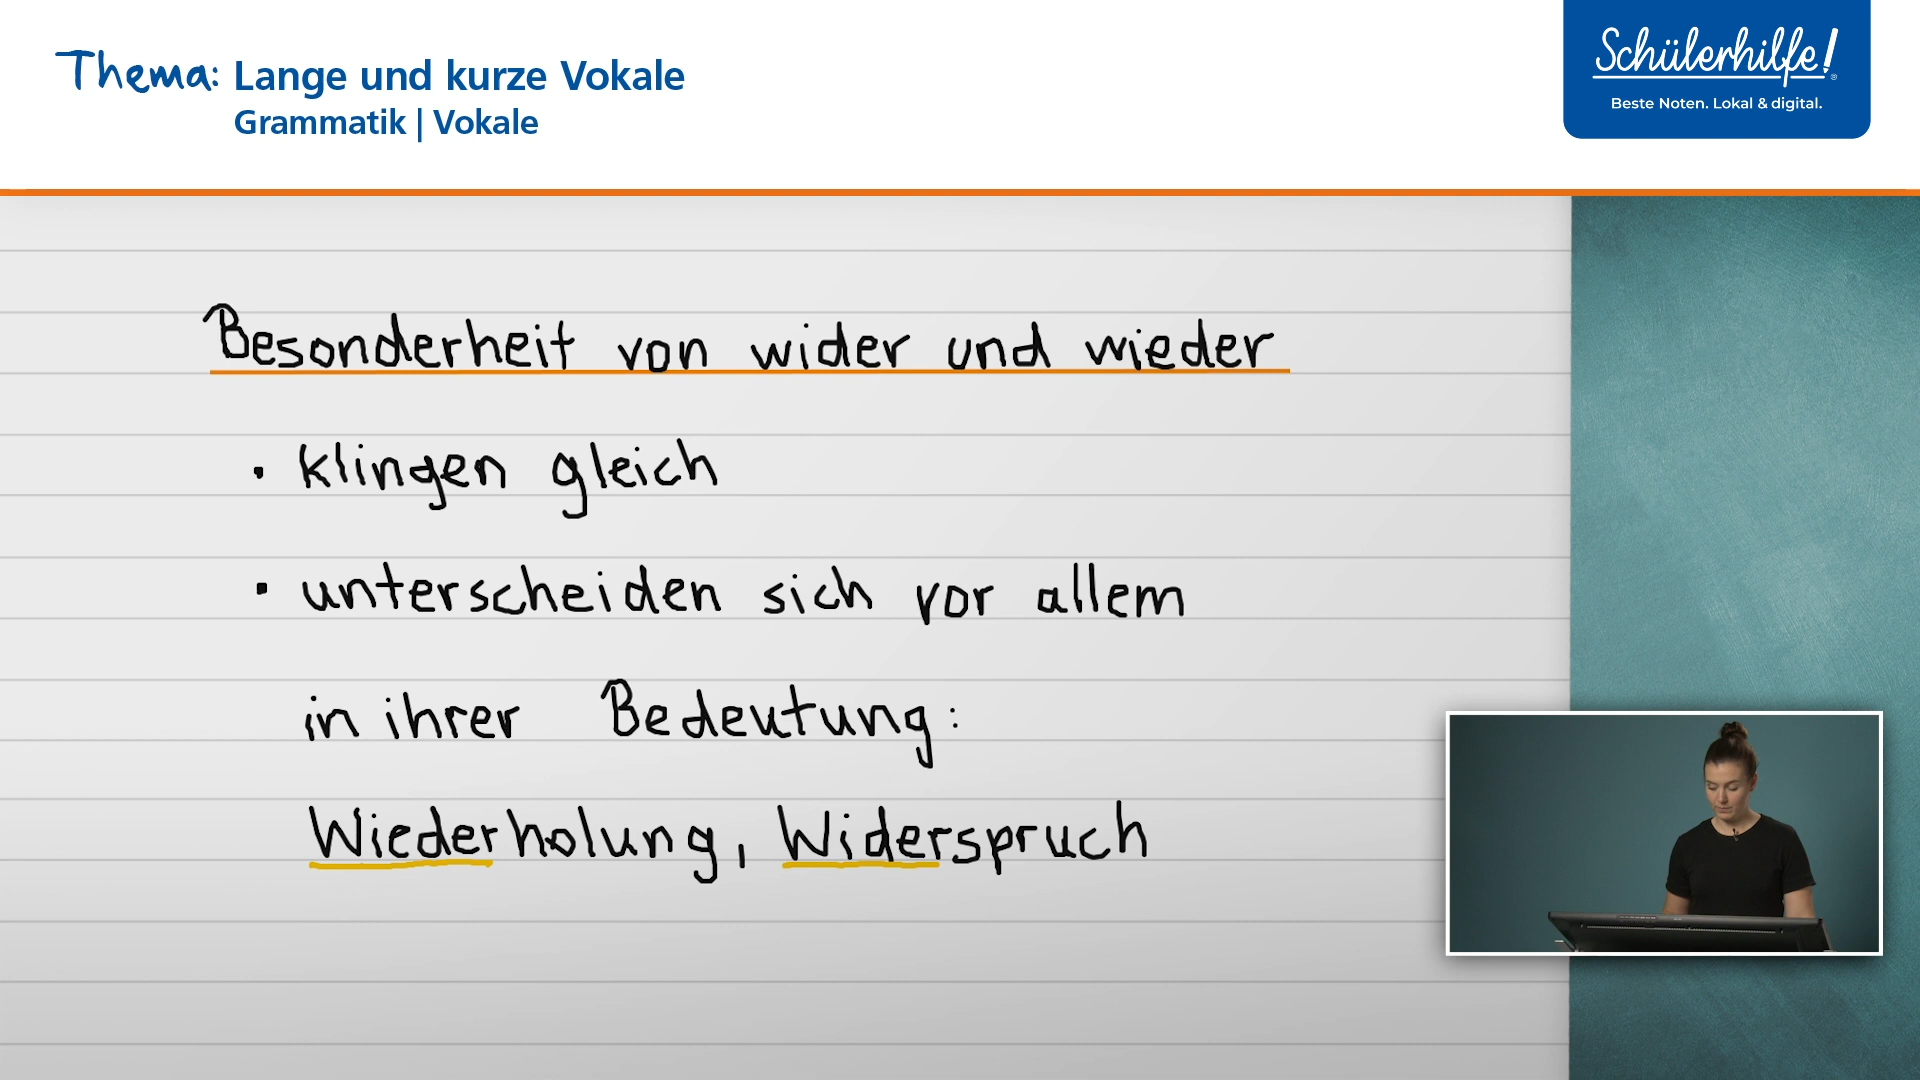 Thema: Lange und kurze Vokale
Grammatik | Vokale
Schülerhilfe!
Beste Noten. Lokal & digital.
Besonderheit von wider und wieder
• klingen gleich
• unterscheiden sich vor allem
in ihrer Bedeutung:
Wiederholung, Widerspruch